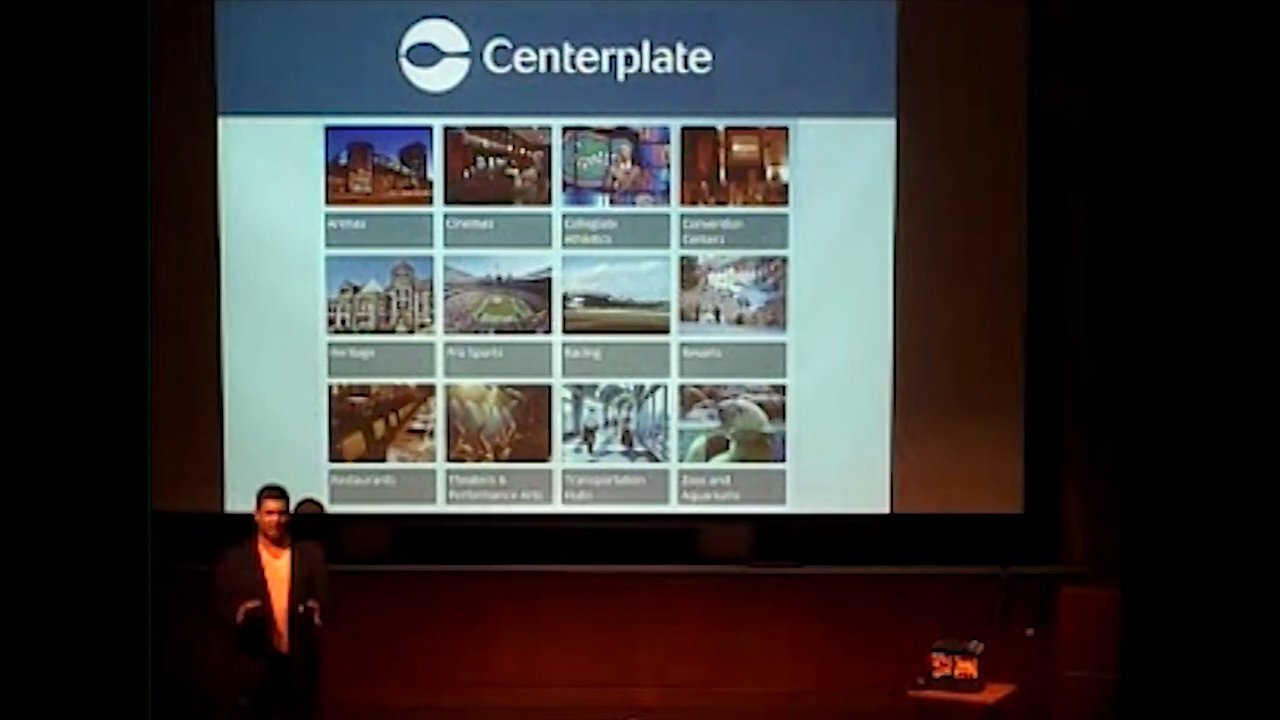 Centerplate
Arenas
Cinemas
Collegiate
Athletics
Convention
Centers
Heritage
Pro Sports
Racing
Resorts
Restaurants
Theaters &
Performance Arts
Transportation
Hubs
Zoos and
Aquariums